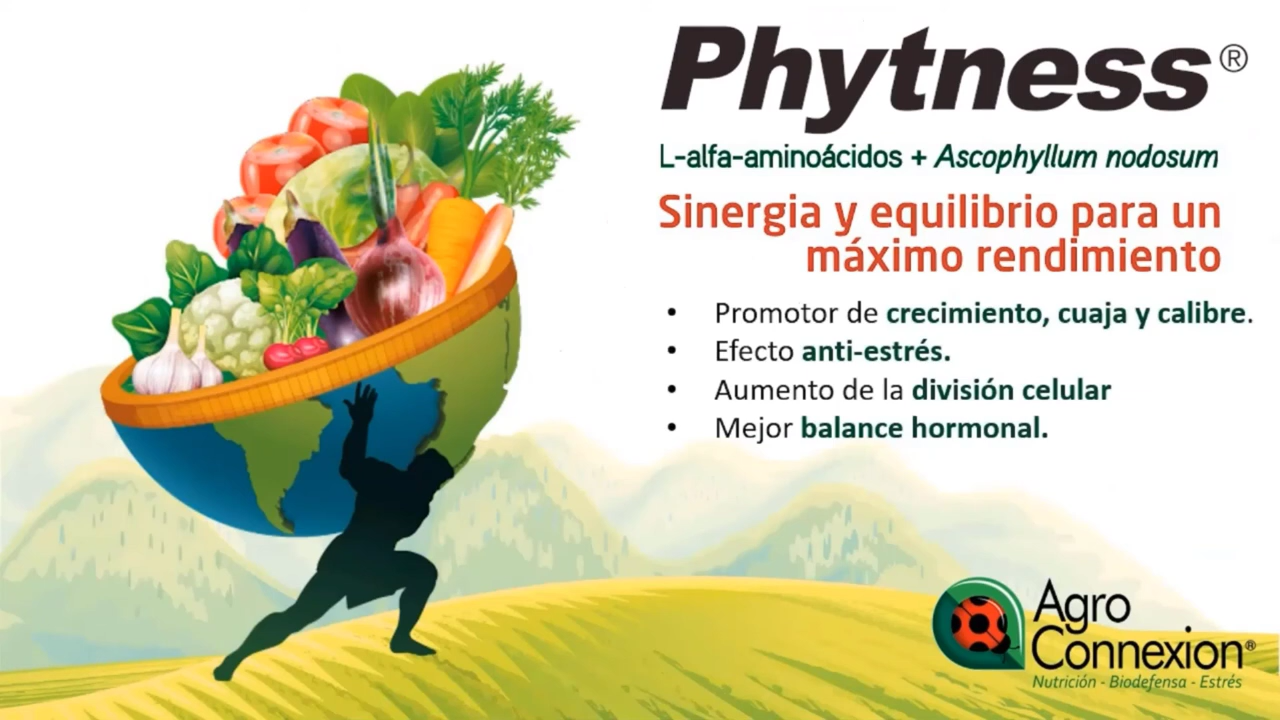 Phytness®
L-alfa-aminoácidos + Ascophyllum nodosum
Sinergia y equilibrio para un
máximo rendimiento
• Promotor de crecimiento, cuaja y calibre.
• Efecto anti-estrés.
• Aumento de la división celular
• Mejor balance hormonal.
Agro
Connexion®
Nutrición - Biodefensa - Estrés